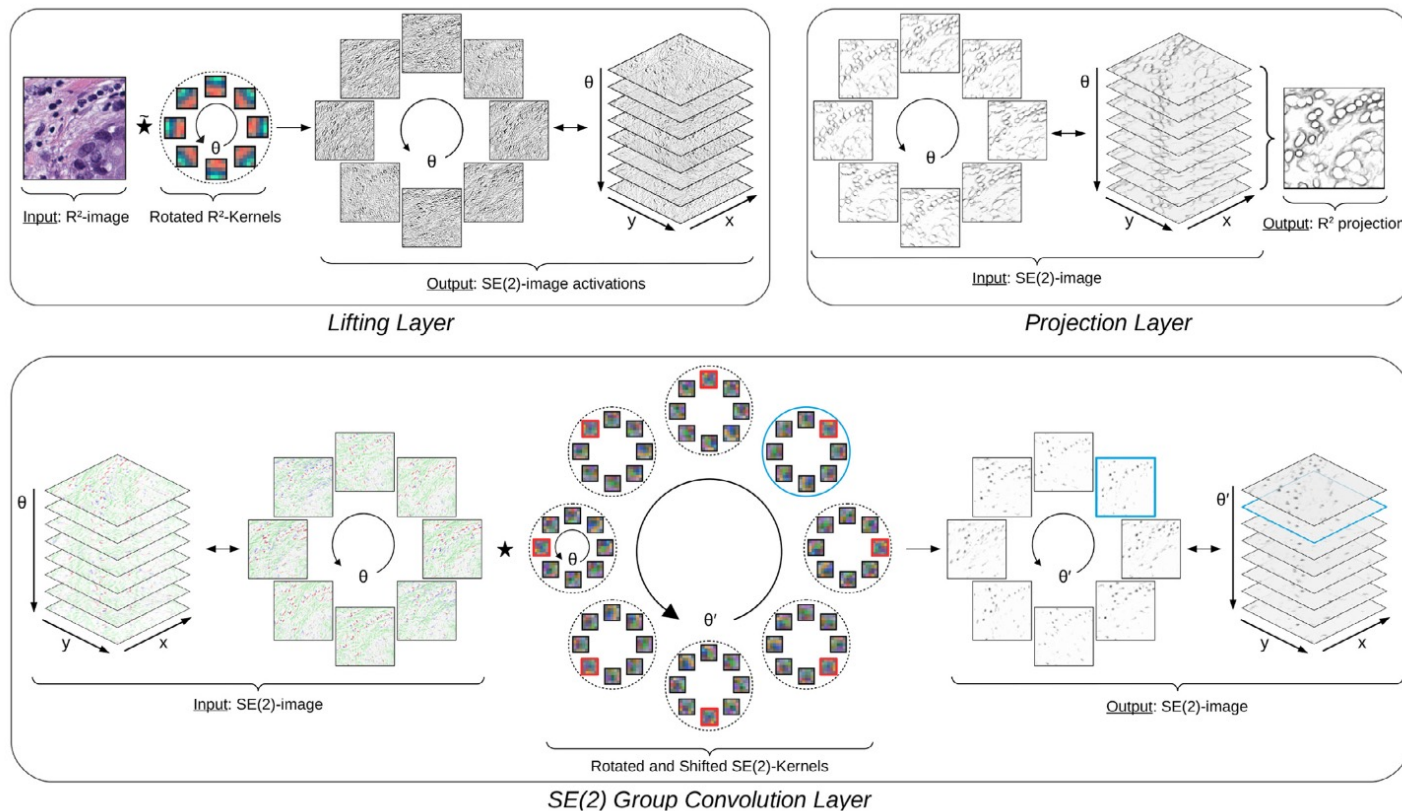 θ
Input: R²-image
★̃
Rotated R²-Kernels
θ
θ
y
x
Output: SE(2)-image activations
Lifting Layer
θ
θ
y
x
Input: SE(2)-image
Output: R² projection
Projection Layer
θ
y
x
θ
Input: SE(2)-image
★
θ
θ'
Rotated and Shifted SE(2)-Kernels
θ'
θ'
y
x
Output: SE(2)-image
SE(2) Group Convolution Layer